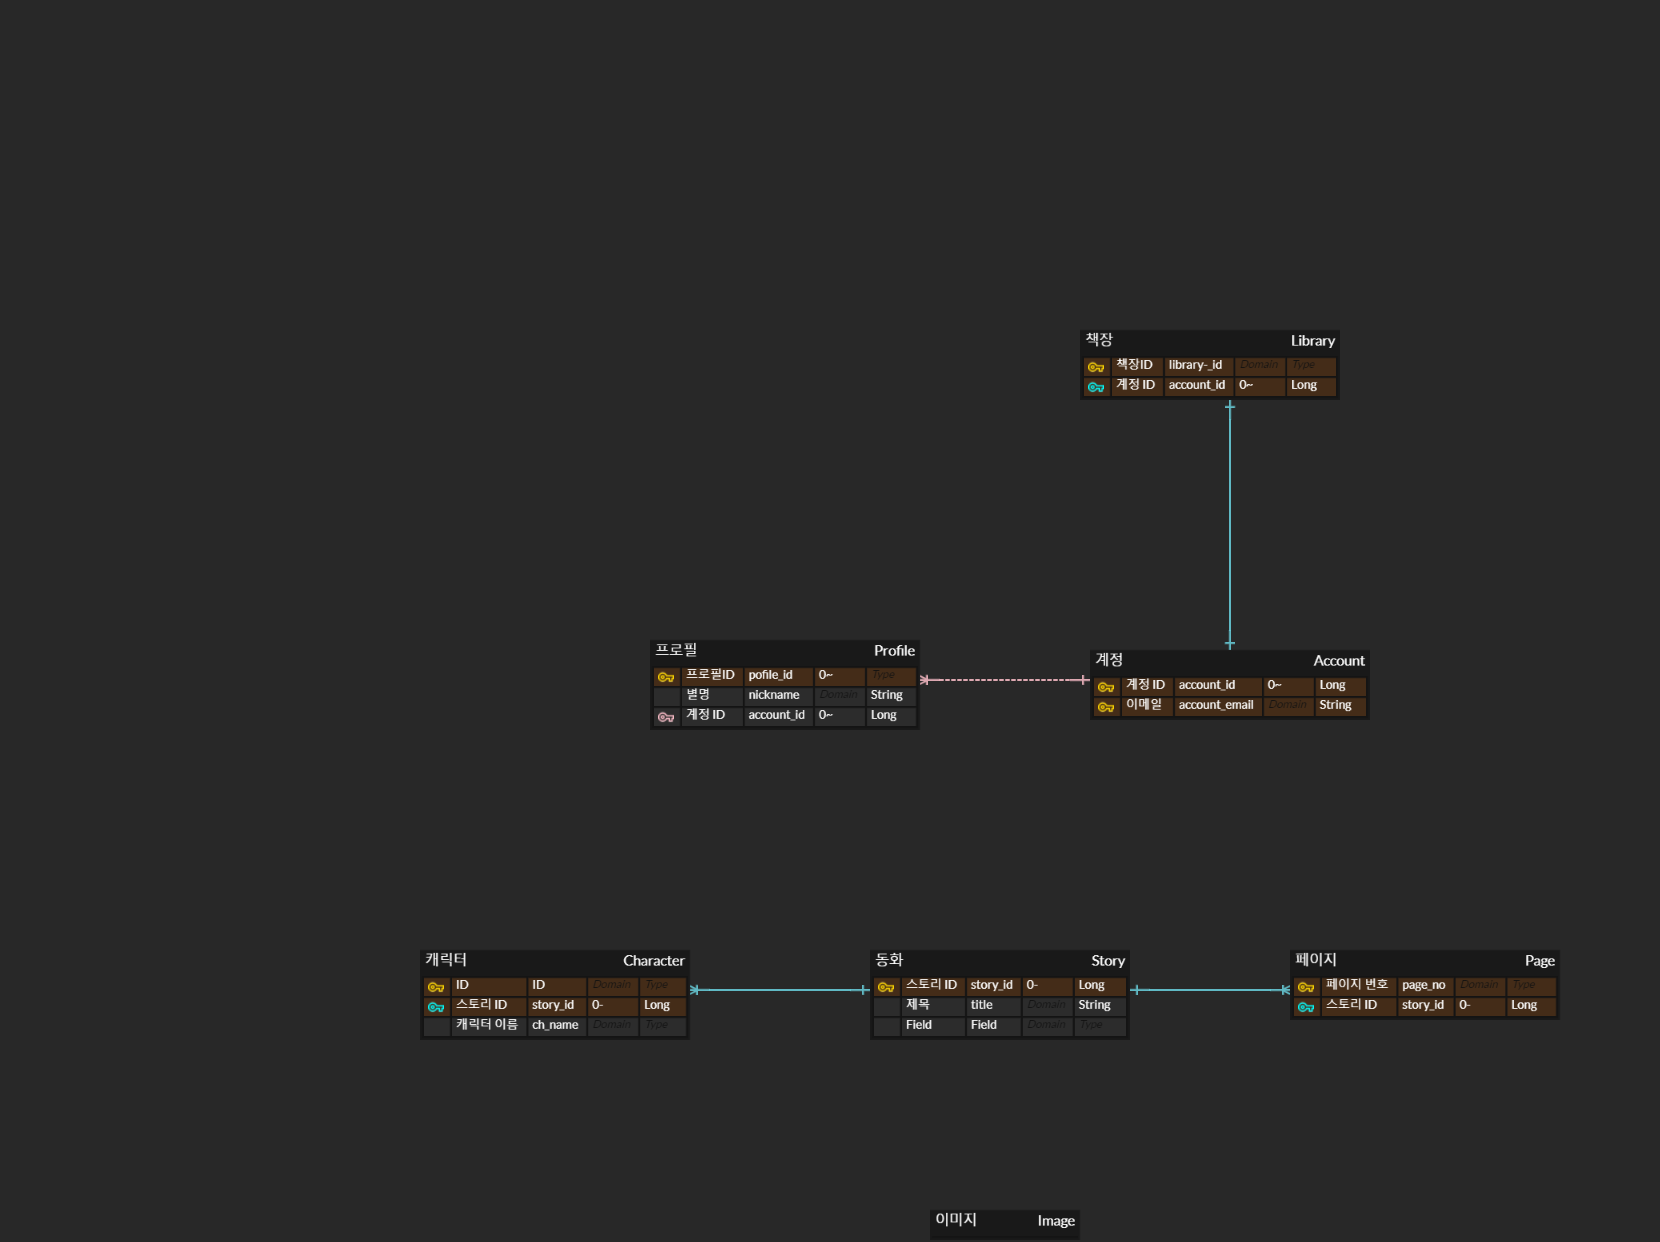 책장 Library
책장ID library-_id Domain Type
계정 ID account_id 0~ Long
프로필 Profile
프로필ID pofile_id 0~ Type
별명 nickname Domain String
계정 ID account_id 0~ Long
계정 Account
계정 ID account_id 0~ Long
이메일 account_email Domain String
캐릭터 Character
ID ID Domain Type
스토리 ID story_id 0- Long
캐릭터 이름 ch_name Domain Type
동화 Story
스토리 ID story_id 0- Long
제목 title Domain String
Field Field Domain Type
페이지 Page
페이지 번호 page_no Domain Type
스토리 ID story_id 0- Long
이미지 Image